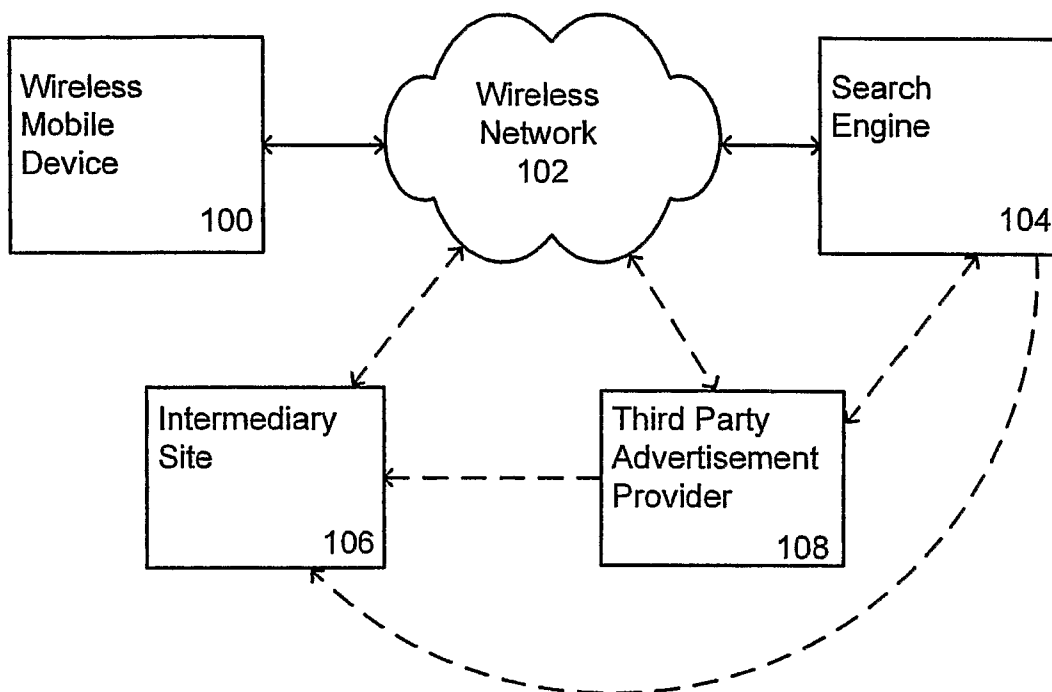 Wireless
Mobile
Device
100
Wireless
Network
102
Search
Engine
104
Intermediary
Site
106
Third Party
Advertisement
Provider
108